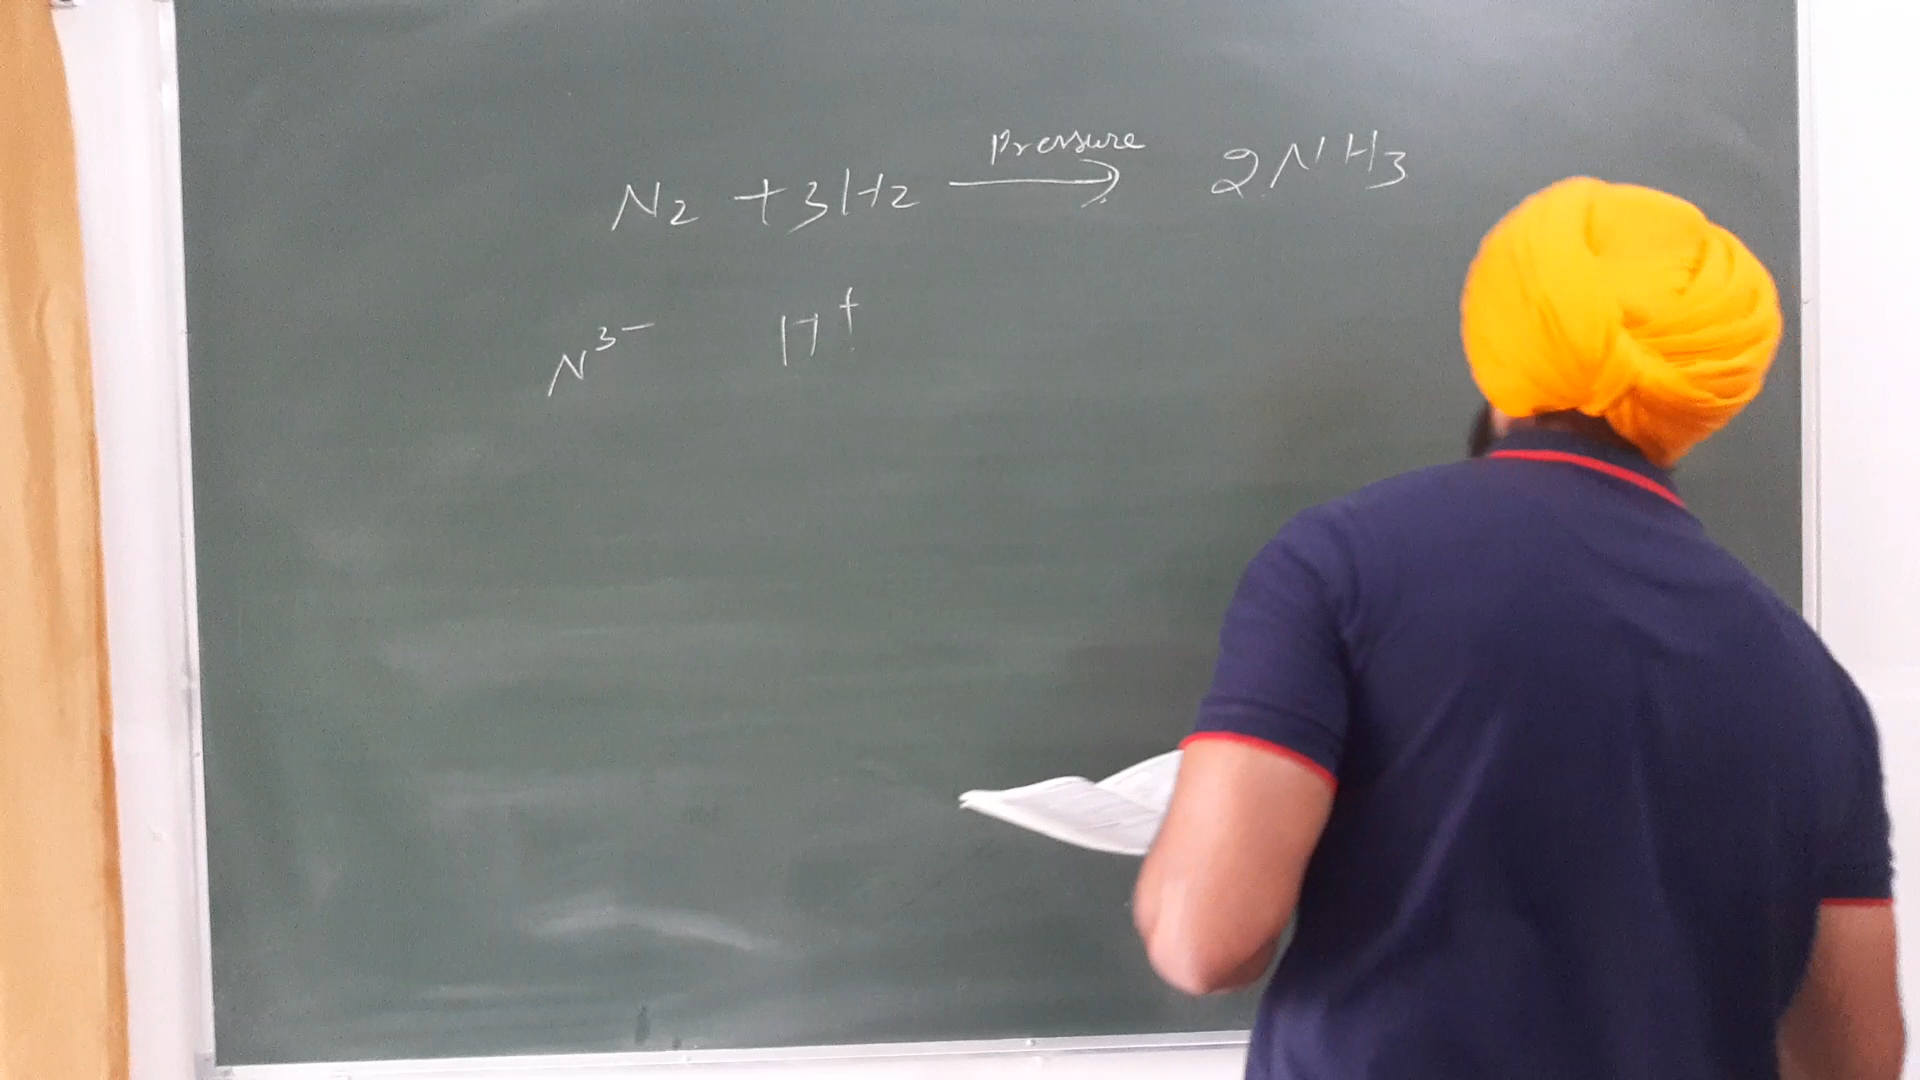 N₂ + 3H₂ Pressure → 2NH₃
N³⁻ H⁺